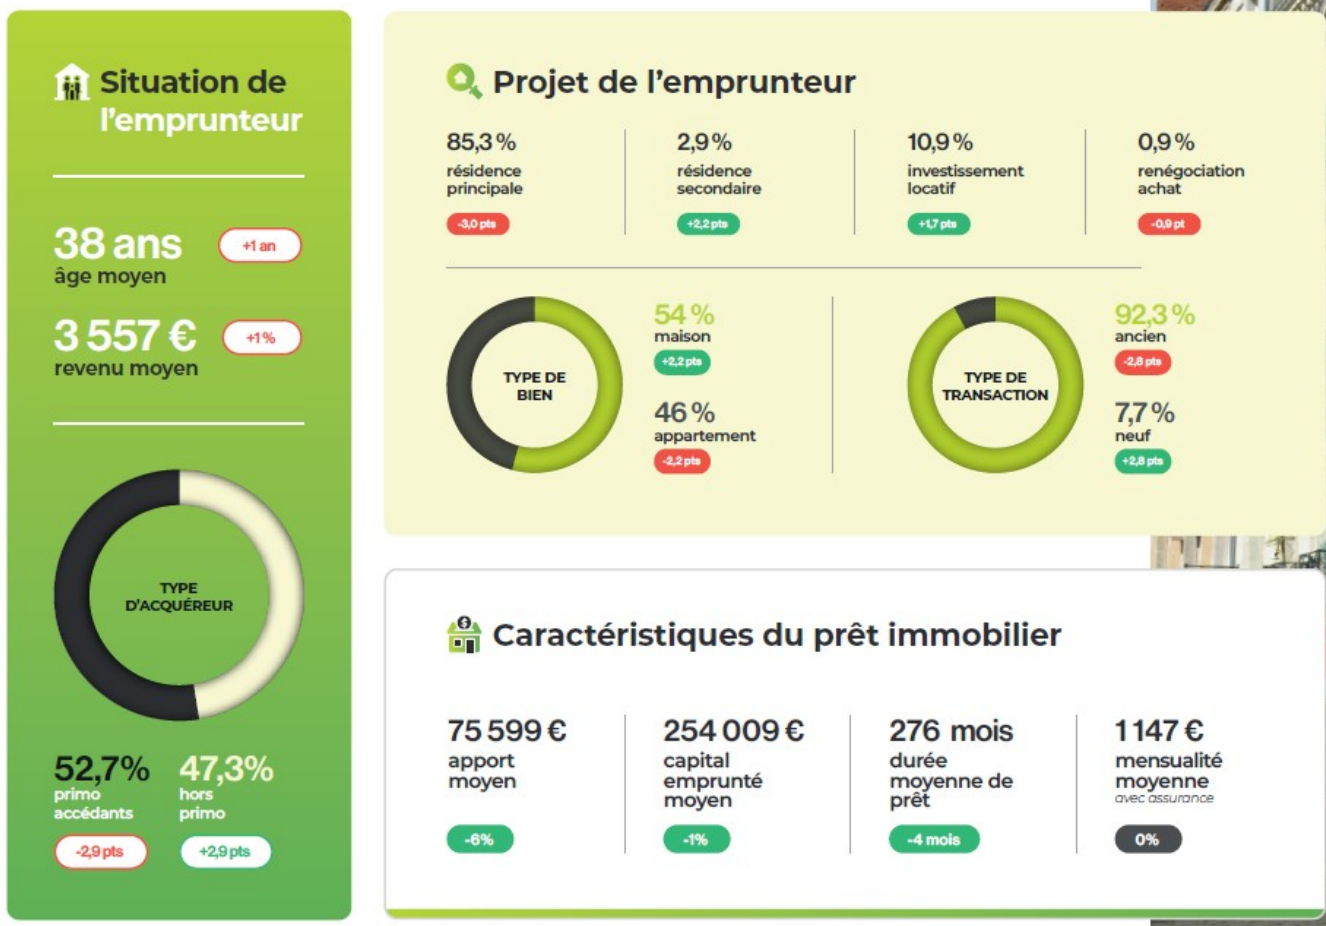 Situation de
l'emprunteur
38 ans
+1 an
âge moyen
3 557 €
+1 %
revenu moyen
TYPE
D'ACQUÉREUR
52,7%
primo
accédants
-2,9 pts
47,3%
hors
primo
+2,9 pts
Projet de l'emprunteur
85,3 %
résidence
principale
-3,0 pts
2,9 %
résidence
secondaire
+2,2 pts
10,9 %
investissement
locatif
+1,7 pts
0,9 %
renégociation
achat
-0,9 pt
TYPE DE
BIEN
54 %
maison
+2,2 pts
46 %
appartement
-2,2 pts
TYPE DE
TRANSACTION
92,3 %
ancien
-2,8 pts
7,7 %
neuf
+2,8 pts
Caractéristiques du prêt immobilier
75 599 €
apport
moyen
-6%
254 009 €
capital
emprunté
moyen
-1%
276 mois
durée
moyenne de
prêt
-4 mois
1 147 €
mensualité
moyenne
avec assurance
0%